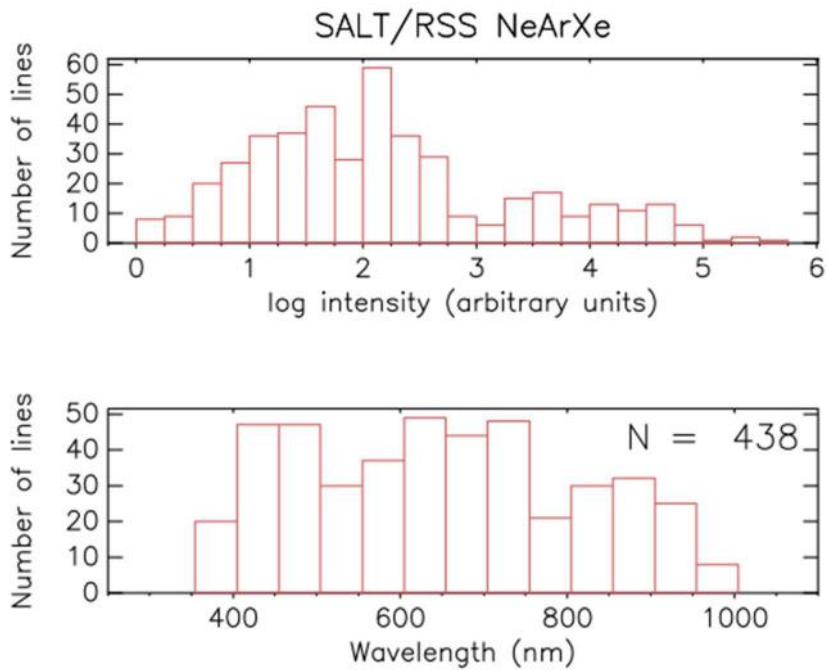 SALT/RSS NeArXe
Number of lines
60
50
40
30
20
10
0
0 1 2 3 4 5 6
log intensity (arbitrary units)
Number of lines
50
40
30
20
10
0
N = 438
400 600 800 1000
Wavelength (nm)